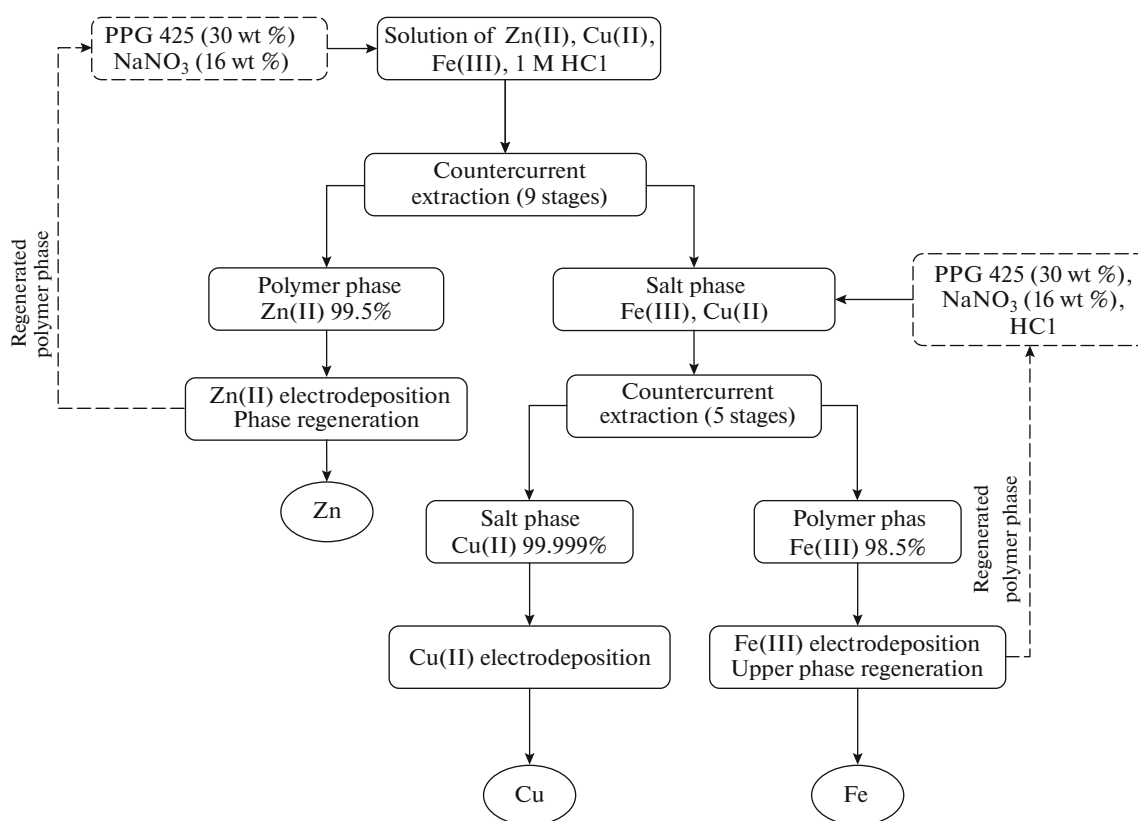 PPG 425 (30 wt %)
NaNO₃ (16 wt %)
Solution of Zn(II), Cu(II),
Fe(III), 1 M HC1
Countercurrent
extraction (9 stages)
Regenerated
polymer phase
Polymer phase
Zn(II) 99.5%
Salt phase
Fe(III), Cu(II)
PPG 425 (30 wt %),
NaNO₃ (16 wt %),
HC1
Zn(II) electrodeposition
Phase regeneration
Countercurrent
extraction (5 stages)
Zn
Salt phase
Cu(II) 99.999%
Polymer phas
Fe(III) 98.5%
Regenerated
polymer phase
Cu(II) electrodeposition
Fe(III) electrodeposition
Upper phase regeneration
Cu
Fe